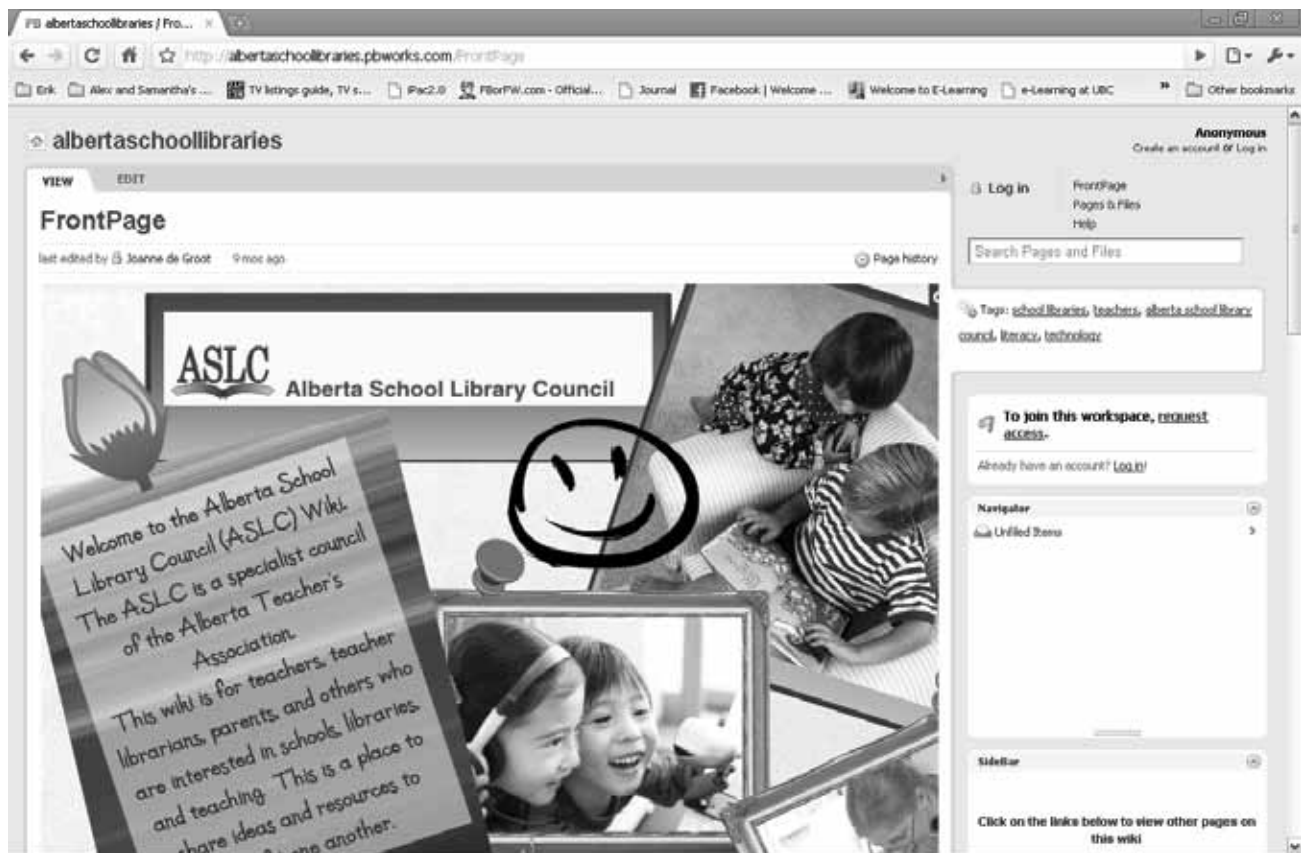 albertaschoollibraries / Fro...
http://albertaschoollibraries.pbworks.com/FrontPage
Erik Alex and Samantha's ... TV listings guide, TV s... iPac2.0 FBorFW.com - Official... Journal Facebook | Welcome ... Welcome to E-Learning e-Learning at UBC » Other bookmarks
albertaschoollibraries
Anonymous
Create an account or Log in
VIEW EDIT
FrontPage
last edited by Joanne de Groot 9 mos ago
Page history
Log in
FrontPage
Pages & Files
Help
Search Pages and Files
Tags: school libraries, teachers, alberta school library
council, literacy, technology
To join this workspace, request
access.
Already have an account? Log in!
Navigator
Unfiled Items
SideBar
Click on the links below to view other pages on
this wiki
ASLC
Alberta School Library Council
Welcome to the Alberta School
Library Council (ASLC) Wiki.
The ASLC is a specialist council
of the Alberta Teacher's
Association.
This wiki is for teachers, teacher
librarians, parents, and others who
are interested in schools, libraries,
and teaching. This is a place to
share ideas and resources to
one another.